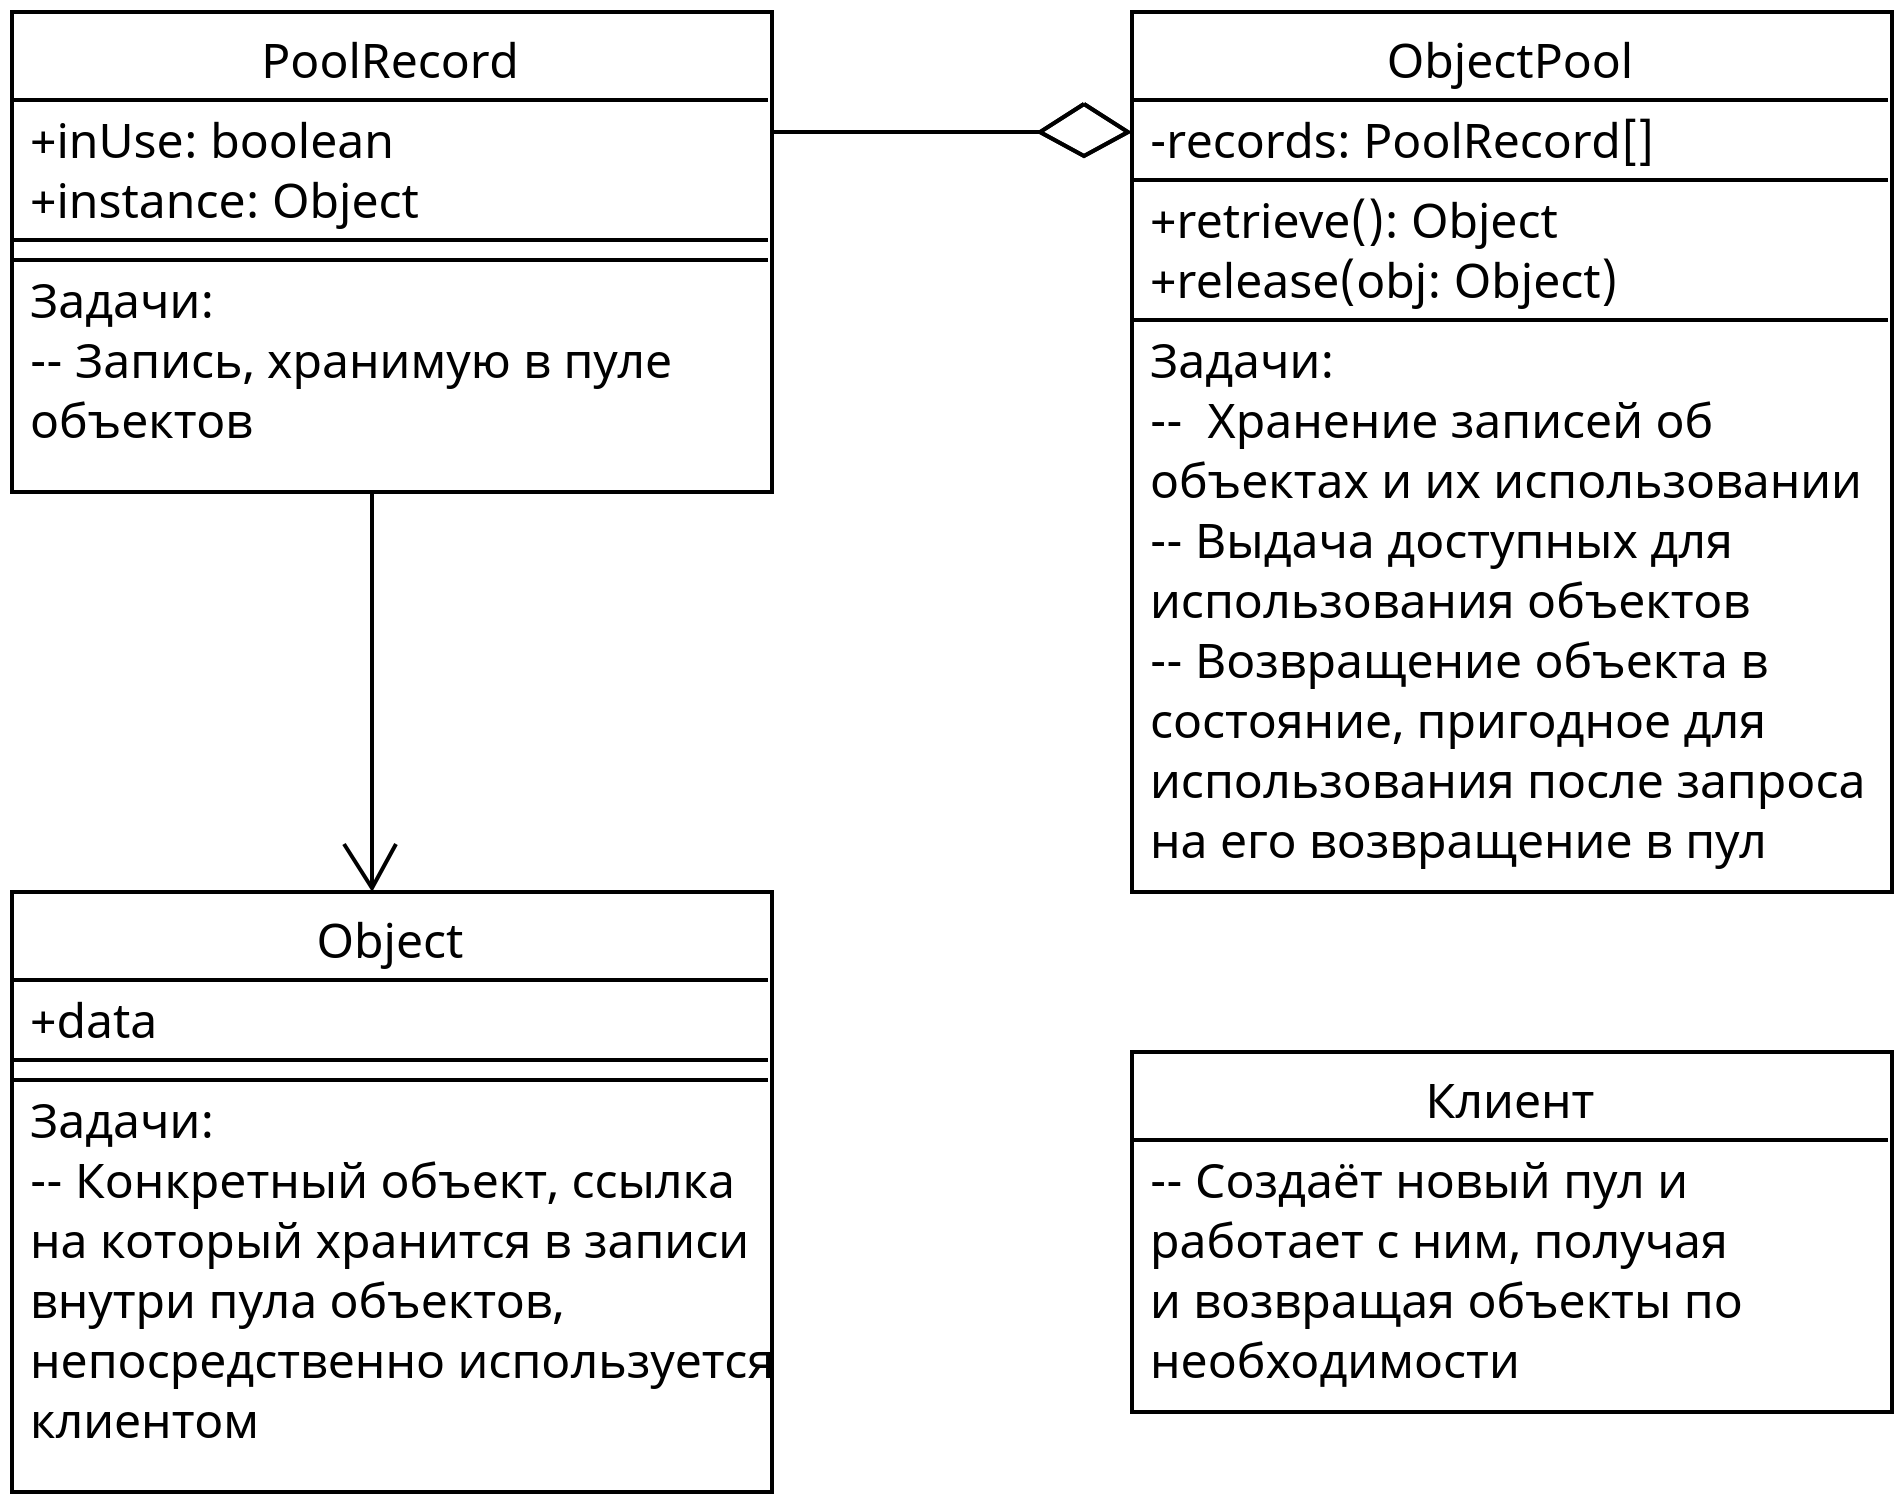 PoolRecord
+inUse: boolean
+instance: Object
Задачи:
-- Запись, хранимую в пуле
объектов
ObjectPool
-records: PoolRecord[]
+retrieve(): Object
+release(obj: Object)
Задачи:
--  Хранение записей об
объектах и их использовании
-- Выдача доступных для
использования объектов
-- Возвращение объекта в
состояние, пригодное для
использования после запроса
на его возвращение в пул
Object
+data
Задачи:
-- Конкретный объект, ссылка
на который хранится в записи
внутри пула объектов,
непосредственно используется
клиентом
Клиент
-- Создаёт новый пул и
работает с ним, получая
и возвращая объекты по
необходимости